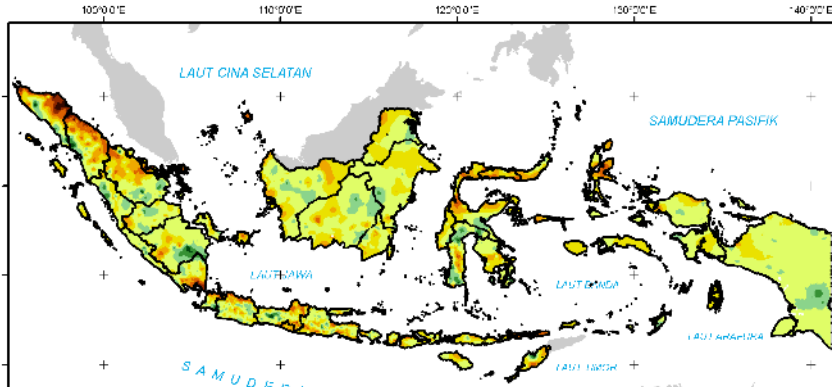 100°0'0"E 110°0'0"E 120°0'0"E 130°0'0"E 140°0'0"E
LAUT CINA SELATAN
SAMUDERA PASIFIK
LAUT JAWA
LAUT BANDA
LAUT ARAFURA
LAUT TIMOR
S A M U D E